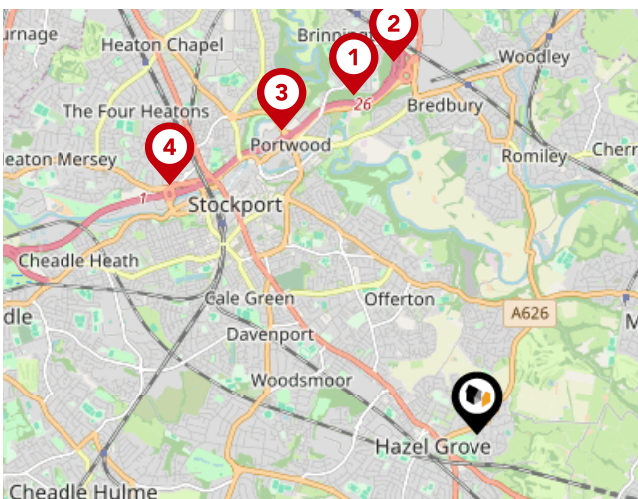 urnage
Heaton Chapel
Brinnin
2
Woodley
1
The Four Heatons
3
26
Bredbury
eaton Mersey
4
Portwood
Romiley
Cherr
1
Stockport
Cheadle Heath
Cale Green
Offerton
dle
A626
M
Davenport
Woodsmoor
Hazel Grove
Cheadle Hulme